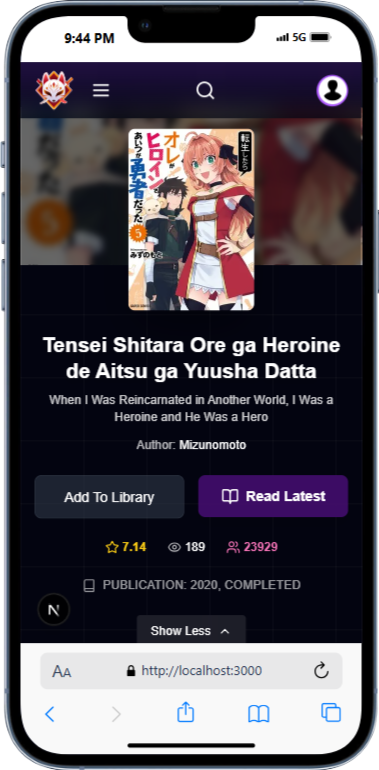 9:44 PM
5G
転生したら
オレが
ヒロインで
あいつが
勇者だった
5
みずのもと
Tensei Shitara Ore ga Heroine
de Aitsu ga Yuusha Datta
When I Was Reincarnated in Another World, I Was a
Heroine and He Was a Hero
Author: Mizunomoto
Add To Library
Read Latest
7.14
189
23929
PUBLICATION: 2020, COMPLETED
N
Show Less
AA
http://localhost:3000